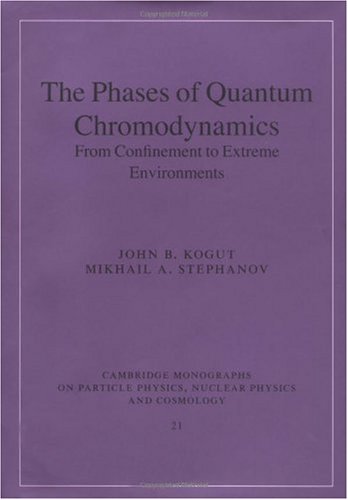 The Phases of Quantum
Chromodynamics
From Confinement to Extreme
Environments
JOHN B. KOGUT
MIKHAIL A. STEPHANOV
CAMBRIDGE MONOGRAPHS
ON PARTICLE PHYSICS, NUCLEAR PHYSICS
AND COSMOLOGY
21